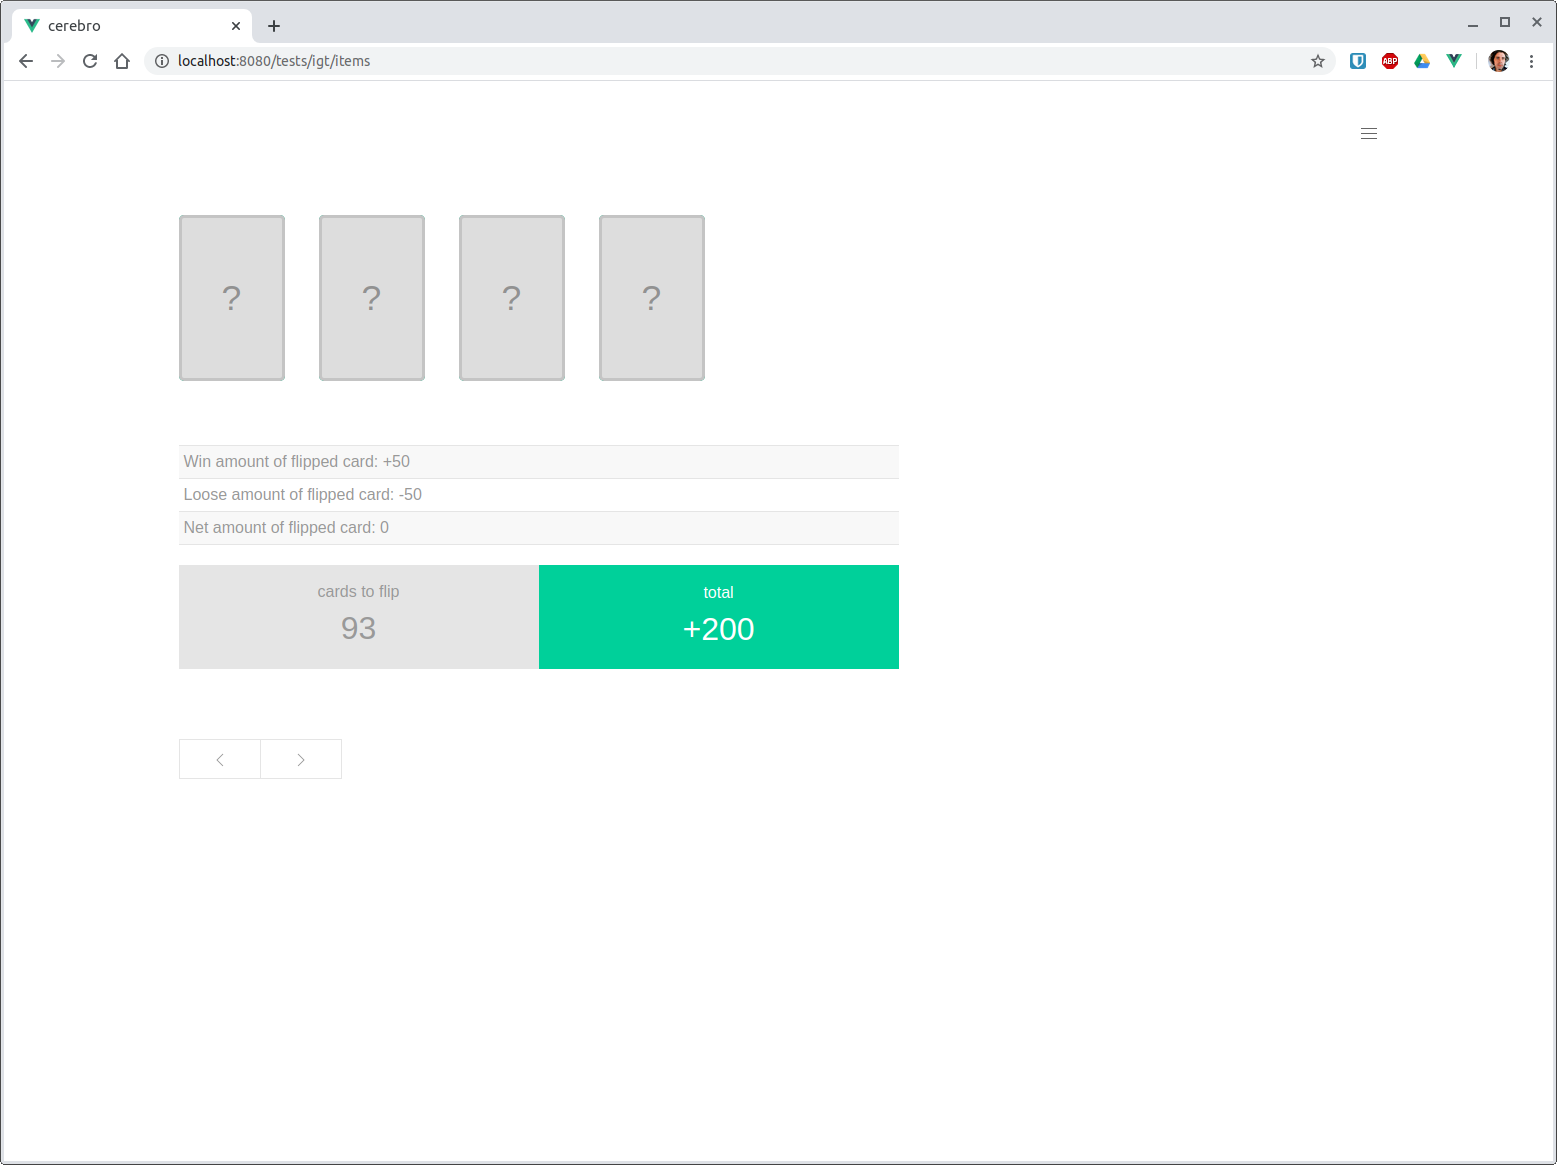 cerebro
localhost:8080/tests/igt/items
ABP
? ? ? ?
Win amount of flipped card: +50
Loose amount of flipped card: -50
Net amount of flipped card: 0
cards to flip
93
total
+200